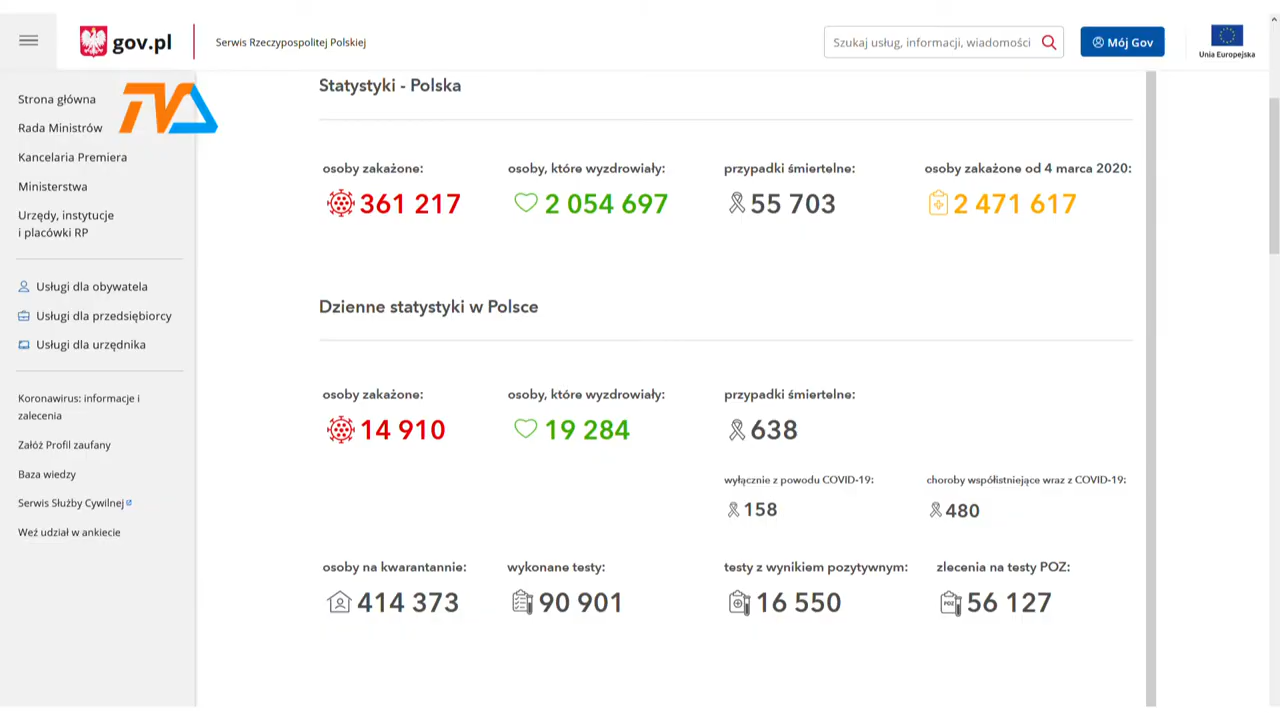 gov.pl
Serwis Rzeczypospolitej Polskiej
Szukaj usług, informacji, wiadomości
Mój Gov
Unia Europejska
Strona główna
Rada Ministrów
Kancelaria Premiera
Ministerstwa
Urzędy, instytucje
i placówki RP
Usługi dla obywatela
Usługi dla przedsiębiorcy
Usługi dla urzędnika
Koronawirus: informacje i
zalecenia
Załóż Profil zaufany
Baza wiedzy
Serwis Służby Cywilnej
Weź udział w ankiecie
TVA
Statystyki - Polska
osoby zakażone: osoby, które wyzdrowiały: przypadki śmiertelne: osoby zakażone od 4 marca 2020:
361 217 2 054 697 55 703 2 471 617
Dzienne statystyki w Polsce
osoby zakażone: osoby, które wyzdrowiały: przypadki śmiertelne:
14 910 19 284 638
wyłącznie z powodu COVID-19: choroby współistniejące wraz z COVID-19:
158 480
osoby na kwarantannie: wykonane testy: testy z wynikiem pozytywnym: zlecenia na testy POZ:
414 373 90 901 16 550 POZ 56 127